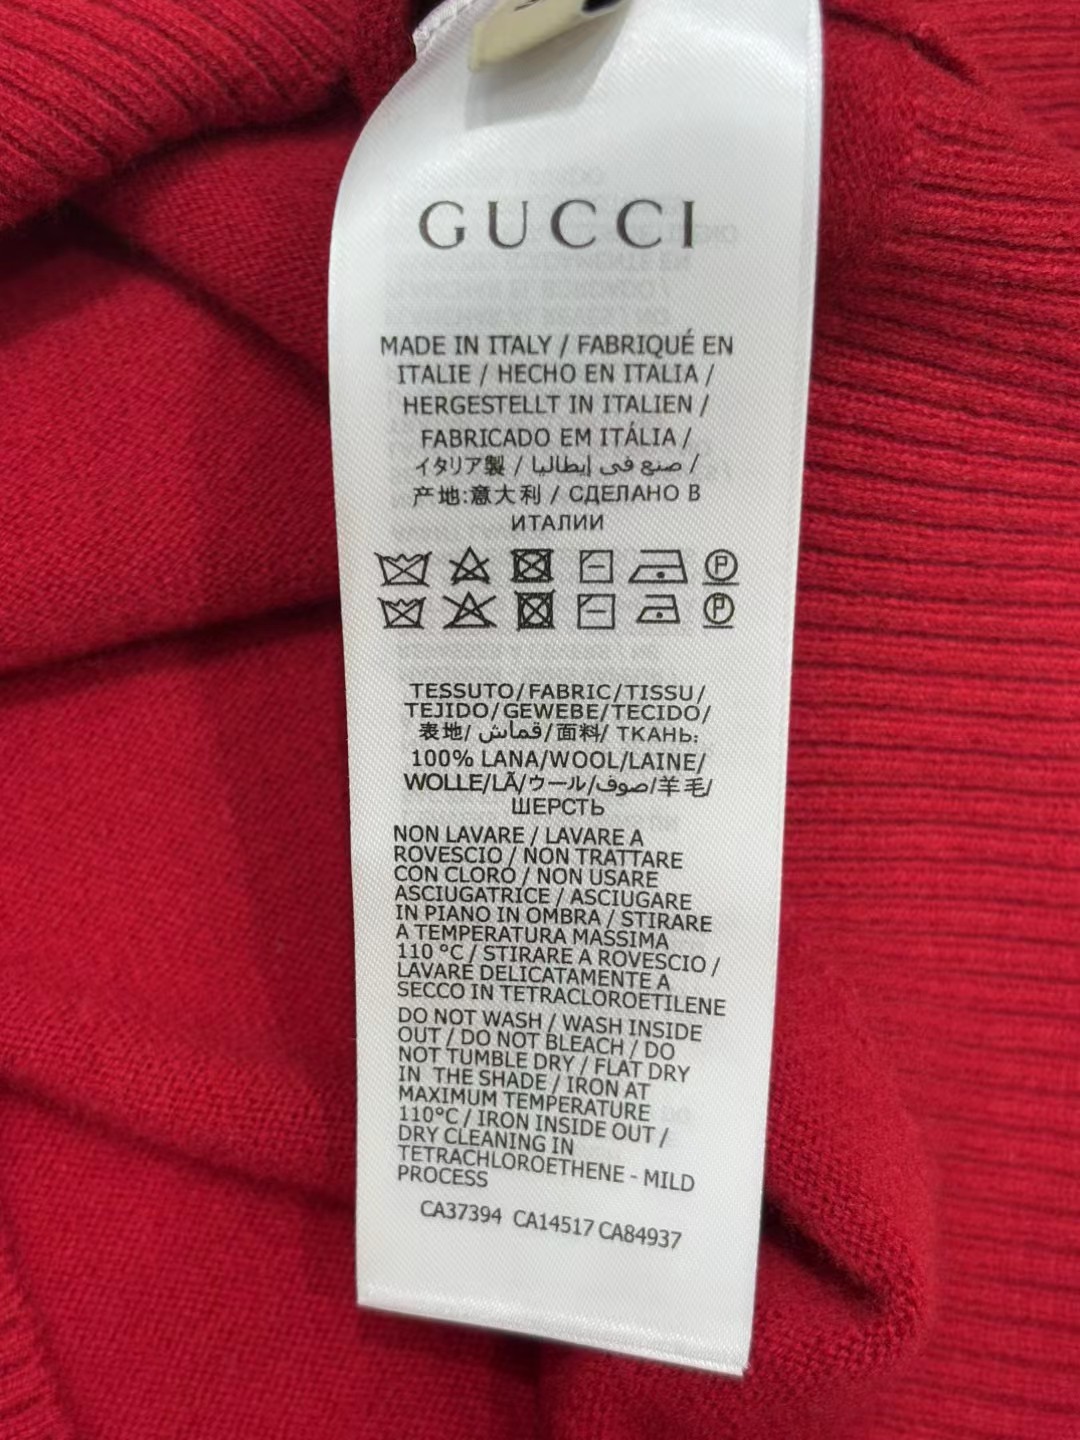 GUCCI
MADE IN ITALY / FABRIQUÉ EN
ITALIE / HECHO EN ITALIA /
HERGESTELLT IN ITALIEN /
FABRICADO EM ITÁLIA /
イタリア製 / صنع في إيطاليا /
产地:意大利 / СДЕЛАНО В
ИТАЛИИ
TESSUTO/FABRIC/TISSU/
TEJIDO/GEWEBE/TECIDO/
表地/ قماش/面料/ ТКАНЬ:
100% LANA/WOOL/LAINE/
WOLLE/LÃ/ウール/صوف/羊毛/
ШЕРСТЬ
NON LAVARE / LAVARE A
ROVESCIO / NON TRATTARE
CON CLORO / NON USARE
ASCIUGATRICE / ASCIUGARE
IN PIANO IN OMBRA / STIRARE
A TEMPERATURA MASSIMA
110 °C / STIRARE A ROVESCIO /
LAVARE DELICATAMENTE A
SECCO IN TETRACLOROETILENE
DO NOT WASH / WASH INSIDE
OUT / DO NOT BLEACH / DO
NOT TUMBLE DRY / FLAT DRY
IN THE SHADE / IRON AT
MAXIMUM TEMPERATURE
110°C / IRON INSIDE OUT /
DRY CLEANING IN
TETRACHLOROETHENE - MILD
PROCESS
CA37394 CA14517 CA84937